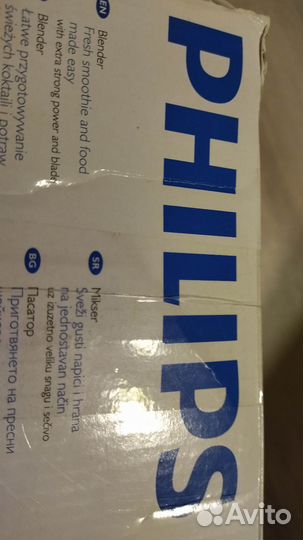 PHILIPS
EN
Blender
Fresh smoothie and food
made easy
with extra strong power and blade
Blender
Łatwe przygotowywanie
świeżych koktaili i potraw
SR
Mikser
Sveži gusti napici i hrana
na jednostavan način
uz izuzetno veliku snagu i sečivo
BG
Пасатор
Приготвянето на пресни
Avito